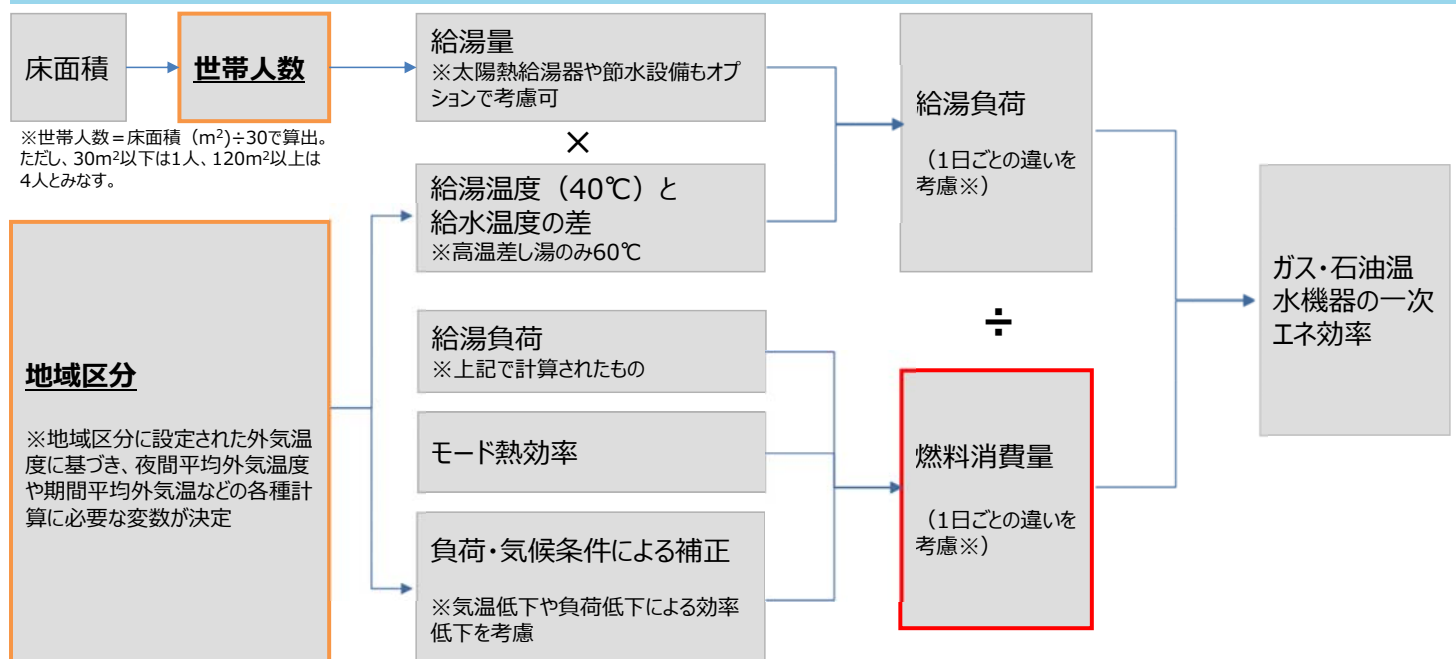 床面積
世帯人数
※世帯人数=床面積（m²)÷30で算出。
ただし、30m²以下は1人、120m²以上は
4人とみなす。
給湯量
※太陽熱給湯器や節水設備もオプ
ションで考慮可
×
給湯温度（40℃）と
給水温度の差
※高温差し湯のみ60℃
給湯負荷
（1日ごとの違いを
考慮※）
地域区分
※地域区分に設定された外気温
度に基づき、夜間平均外気温度
や期間平均外気温などの各種計
算に必要な変数が決定
給湯負荷
※上記で計算されたもの
モード熱効率
負荷・気候条件による補正
※気温低下や負荷低下による効率
低下を考慮
÷
燃料消費量
（1日ごとの違いを
考慮※）
ガス・石油温
水機器の一次
エネ効率